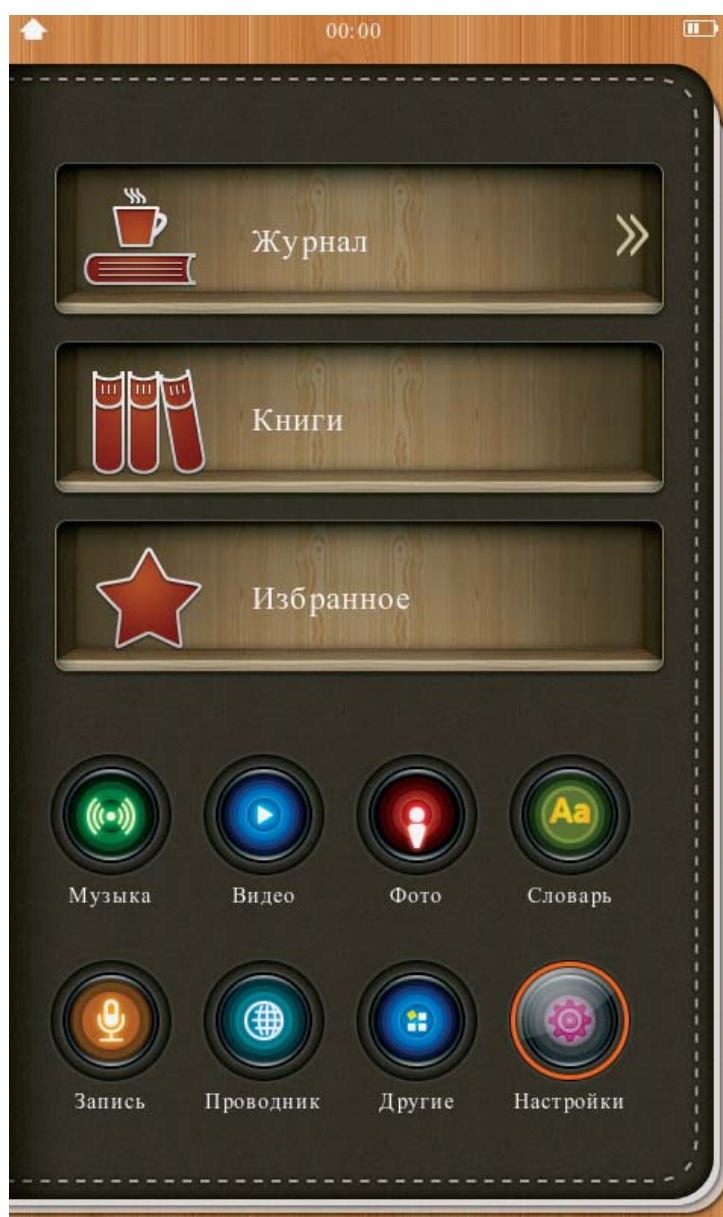 00:00
Журнал
Книги
Избранное
Aa
Музыка Видео Фото Словарь
Запись Проводник Другие Настройки